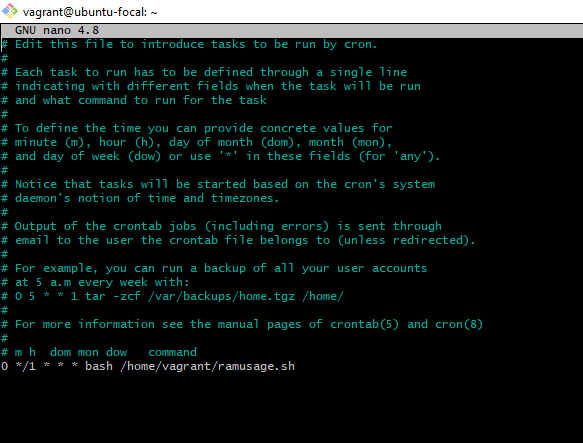 vagrant@ubuntu-focal: ~
GNU nano 4.8
# Edit this file to introduce tasks to be run by cron.
#
# Each task to run has to be defined through a single line
# indicating with different fields when the task will be run
# and what command to run for the task
#
# To define the time you can provide concrete values for
# minute (m), hour (h), day of month (dom), month (mon),
# and day of week (dow) or use '*' in these fields (for 'any').
#
# Notice that tasks will be started based on the cron's system
# daemon's notion of time and timezones.
#
# Output of the crontab jobs (including errors) is sent through
# email to the user the crontab file belongs to (unless redirected).
#
# For example, you can run a backup of all your user accounts
# at 5 a.m every week with:
# 0 5 * * 1 tar -zcf /var/backups/home.tgz /home/
#
# For more information see the manual pages of crontab(5) and cron(8)
#
# m h  dom mon dow   command
0 */1 * * * bash /home/vagrant/ramusage.sh